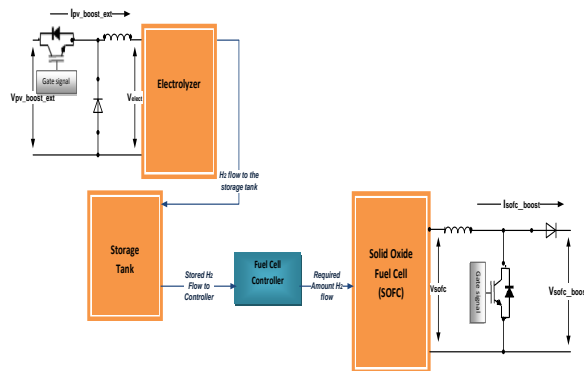 Ipv_boost_ext
Gate signal
Vpv_boost_ext
Velect
Electrolyzer
H2 flow to the
storage tank
Storage
Tank
Stored H2
Flow to
Controller
Fuel Cell
Controller
Required
Amount H2
flow
Solid Oxide
Fuel Cell
(SOFC)
Isofc_boost
Vsofc
Gate signal
Vsofc_boost